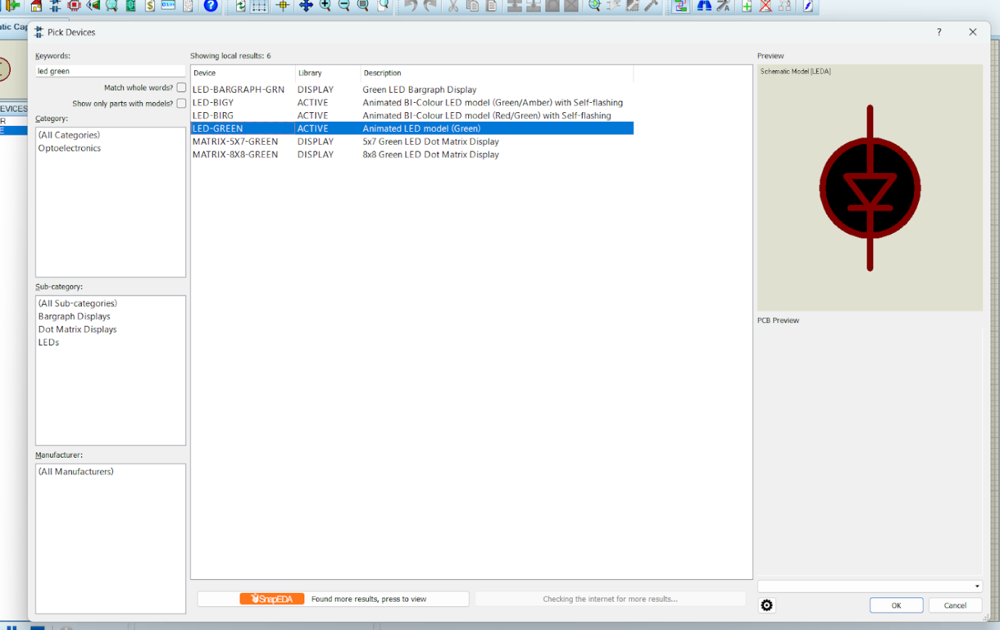 $
?
tic Cap
Pick Devices
?
Keywords:
led green
Match whole words?
Show only parts with models?
EVICES
R
E
Category:
(All Categories)
Optoelectronics
Sub-category:
(All Sub-categories)
Bargraph Displays
Dot Matrix Displays
LEDs
Manufacturer:
(All Manufacturers)
Showing local results: 6
Device Library Description
LED-BARGRAPH-GRN DISPLAY Green LED Bargraph Display
LED-BIGY ACTIVE Animated BI-Colour LED model (Green/Amber) with Self-flashing
LED-BIRG ACTIVE Animated BI-Colour LED model (Red/Green) with Self-flashing
LED-GREEN ACTIVE Animated LED model (Green)
MATRIX-5X7-GREEN DISPLAY 5x7 Green LED Dot Matrix Display
MATRIX-8X8-GREEN DISPLAY 8x8 Green LED Dot Matrix Display
SnapEDA Found more results, press to view
Checking the internet for more results...
Preview
Schematic Model [LEDA]
PCB Preview
OK
Cancel